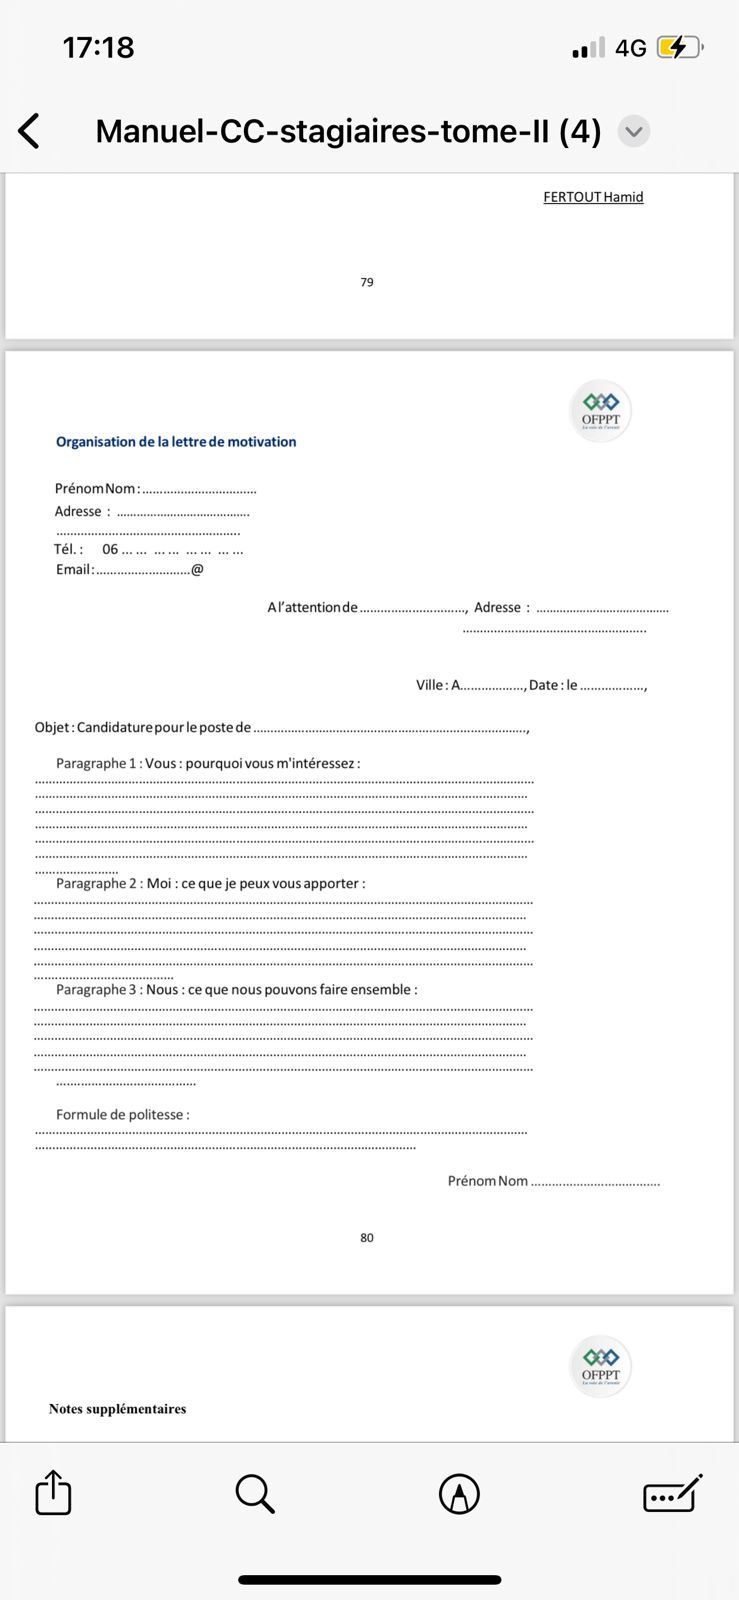 17:18
4G
Manuel-CC-stagiaires-tome-II (4)
FERTOUT Hamid
79
OFPPT
La voie de l'avenir
Organisation de la lettre de motivation
Prénom Nom :................................
Adresse : .....................................
....................................................
Tél. : 06 ... ... ... ... ... ... ... ...
Email:..........................@
A l'attention de .............................., Adresse : .....................................
....................................................
Ville : A.................., Date : le ..................,
Objet : Candidature pour le poste de ............................................................................,
Paragraphe 1 : Vous : pourquoi vous m'intéressez :
Paragraphe 2 : Moi : ce que je peux vous apporter :
Paragraphe 3 : Nous : ce que nous pouvons faire ensemble :
Formule de politesse :
Prénom Nom ....................................
80
OFPPT
La voie de l'avenir
Notes supplémentaires